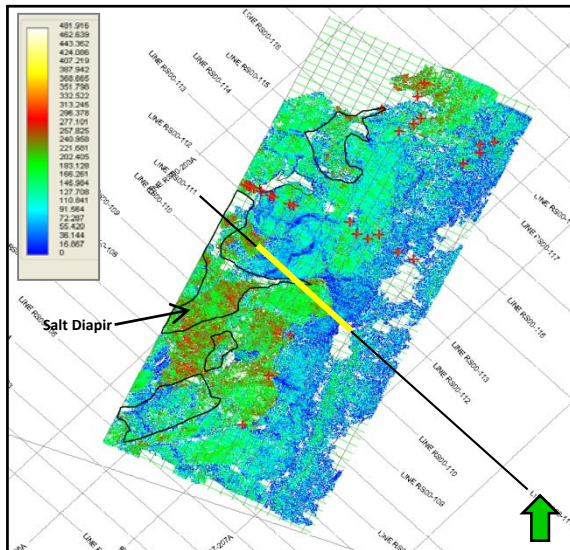 481.916
462.639
443.362
424.086
407.219
387.942
368.665
351.798
332.522
313.245
296.378
277.101
257.825
240.958
221.681
202.405
183.128
166.261
146.984
127.708
110.841
91.564
72.287
55.420
36.144
16.867
0
LINE RS00-116
LINE RS00-115
LINE RS00-114
LINE RS00-113
LINE RS00-112
LINE RS00-111
LINE RS00-110
Salt Diapir
LINE RS00-117
LINE RS00-116
LINE RS00-113
LINE RS00-112
LINE RS00-110
LINE RS00-109